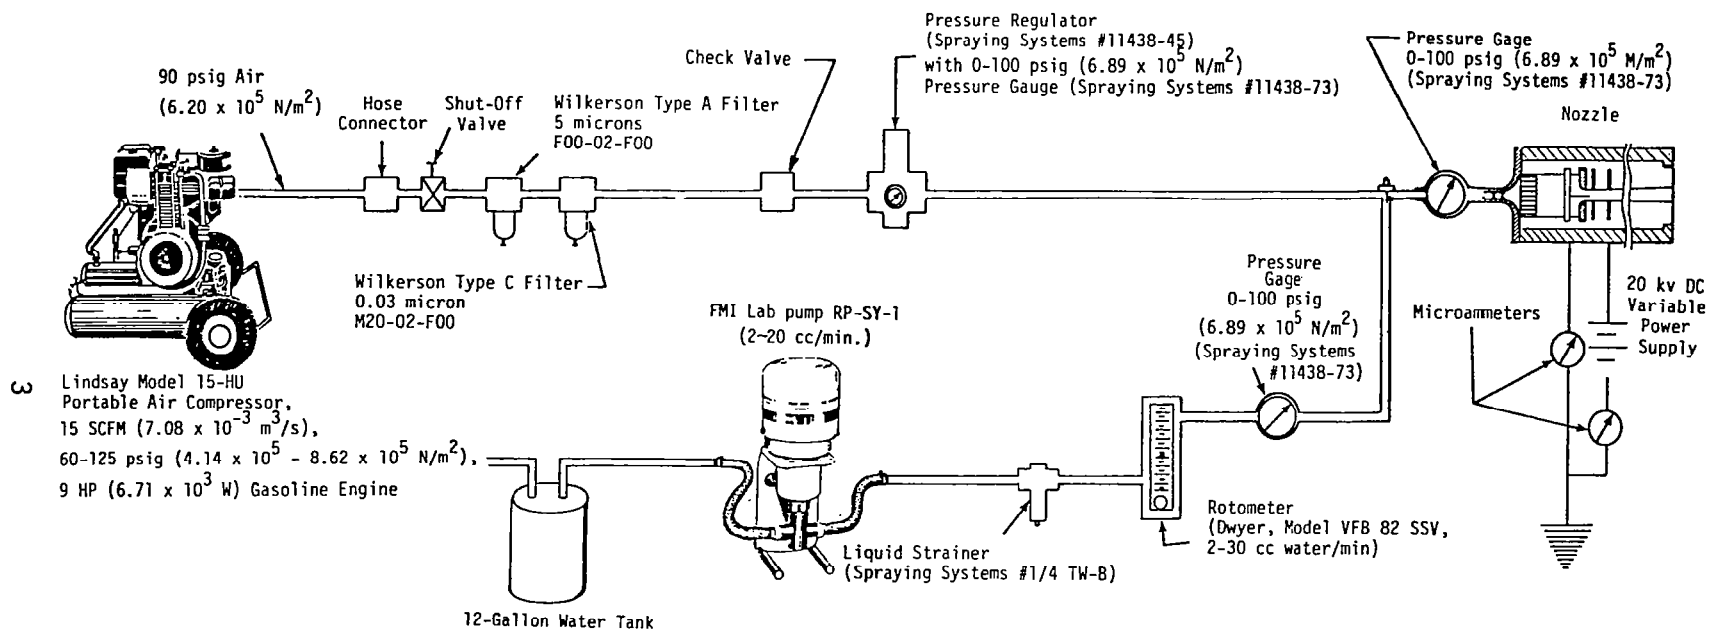 Pressure Regulator
(Spraying Systems #11438-45)
with 0-100 psig (6.89 x 10^5 N/m^2)
Pressure Gauge (Spraying Systems #11438-73)
Pressure Gage
0-100 psig (6.89 x 10^5 M/m^2)
(Spraying Systems #11438-73)
Nozzle
Check Valve
90 psig Air
(6.20 x 10^5 N/m^2)
Hose
Connector
Shut-Off
Valve
Wilkerson Type A Filter
5 microns
F00-02-F00
Wilkerson Type C Filter
0.03 micron
M20-02-F00
FMI Lab pump RP-SY-1
(2~20 cc/min.)
Pressure
Gage
0-100 psig
(6.89 x 10^5 N/m^2)
(Spraying Systems
#11438-73)
Microammeters
20 kv DC
Variable
Power
Supply
3
Lindsay Model 15-HU
Portable Air Compressor,
15 SCFM (7.08 x 10^-3 m^3/s),
60-125 psig (4.14 x 10^5 - 8.62 x 10^5 N/m^2),
9 HP (6.71 x 10^3 W) Gasoline Engine
12-Gallon Water Tank
Liquid Strainer
(Spraying Systems #1/4 TW-B)
Rotometer
(Dwyer, Model VFB 82 SSV,
2-30 cc water/min)